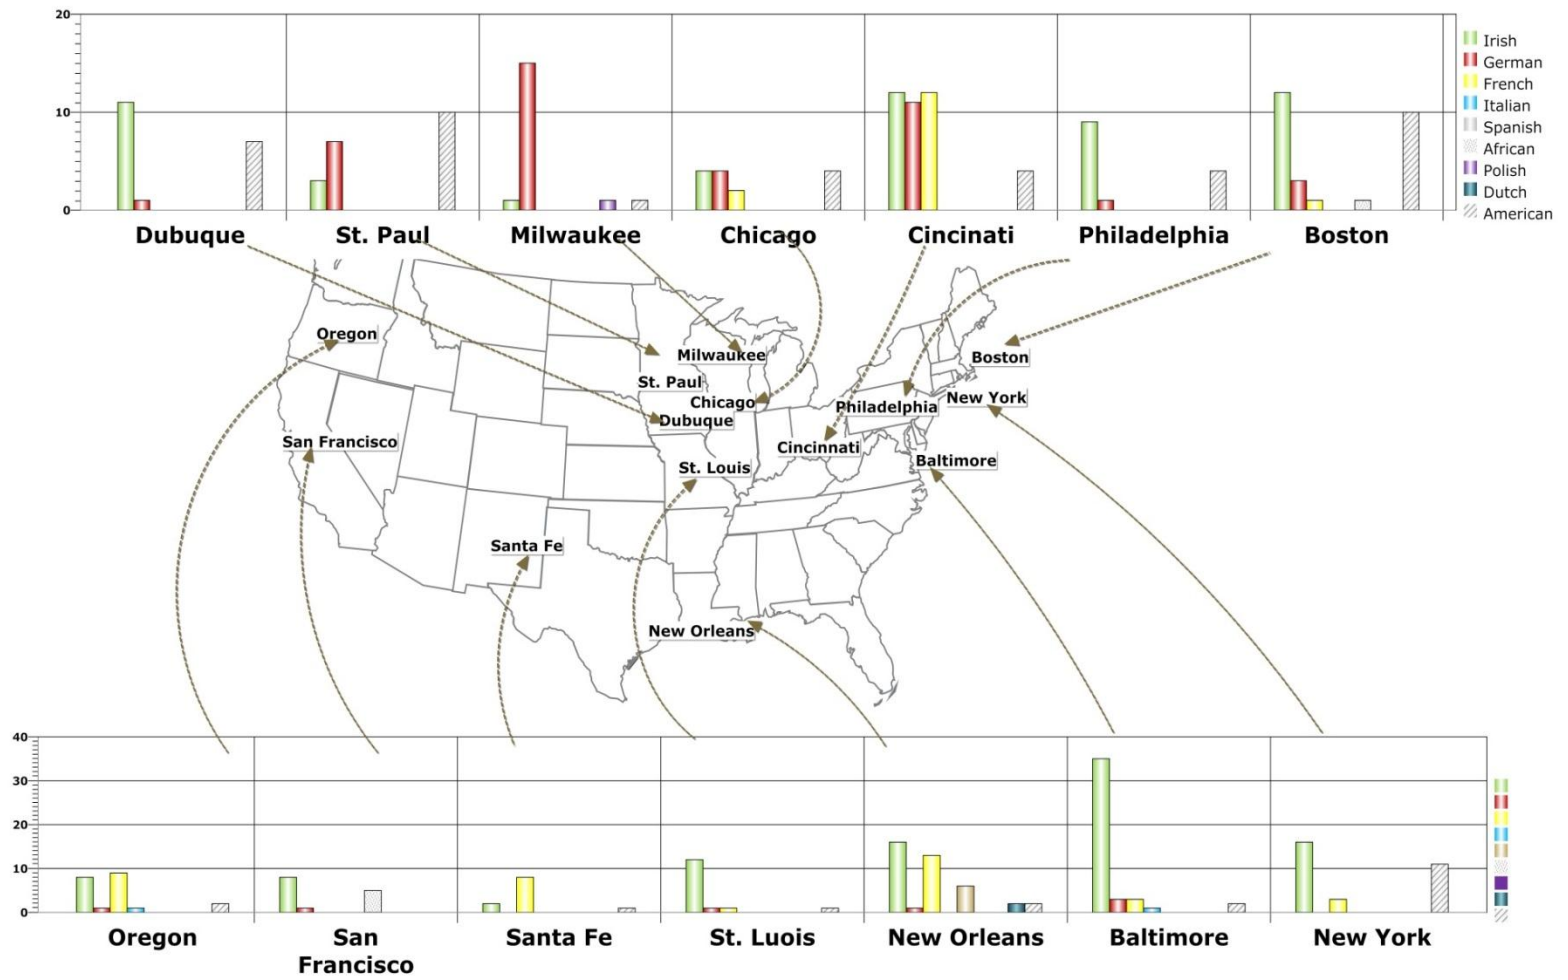 20
10
0
Irish
German
French
Italian
Spanish
African
Polish
Dutch
American
Dubuque
St. Paul
Milwaukee
Chicago
Cincinati
Philadelphia
Boston
Oregon
Milwaukee
Boston
St. Paul
Chicago
New York
Philadelphia
Dubuque
San Francisco
Cincinnati
Baltimore
St. Louis
Santa Fe
New Orleans
40
30
20
10
0
Oregon
San
Francisco
Santa Fe
St. Luois
New Orleans
Baltimore
New York